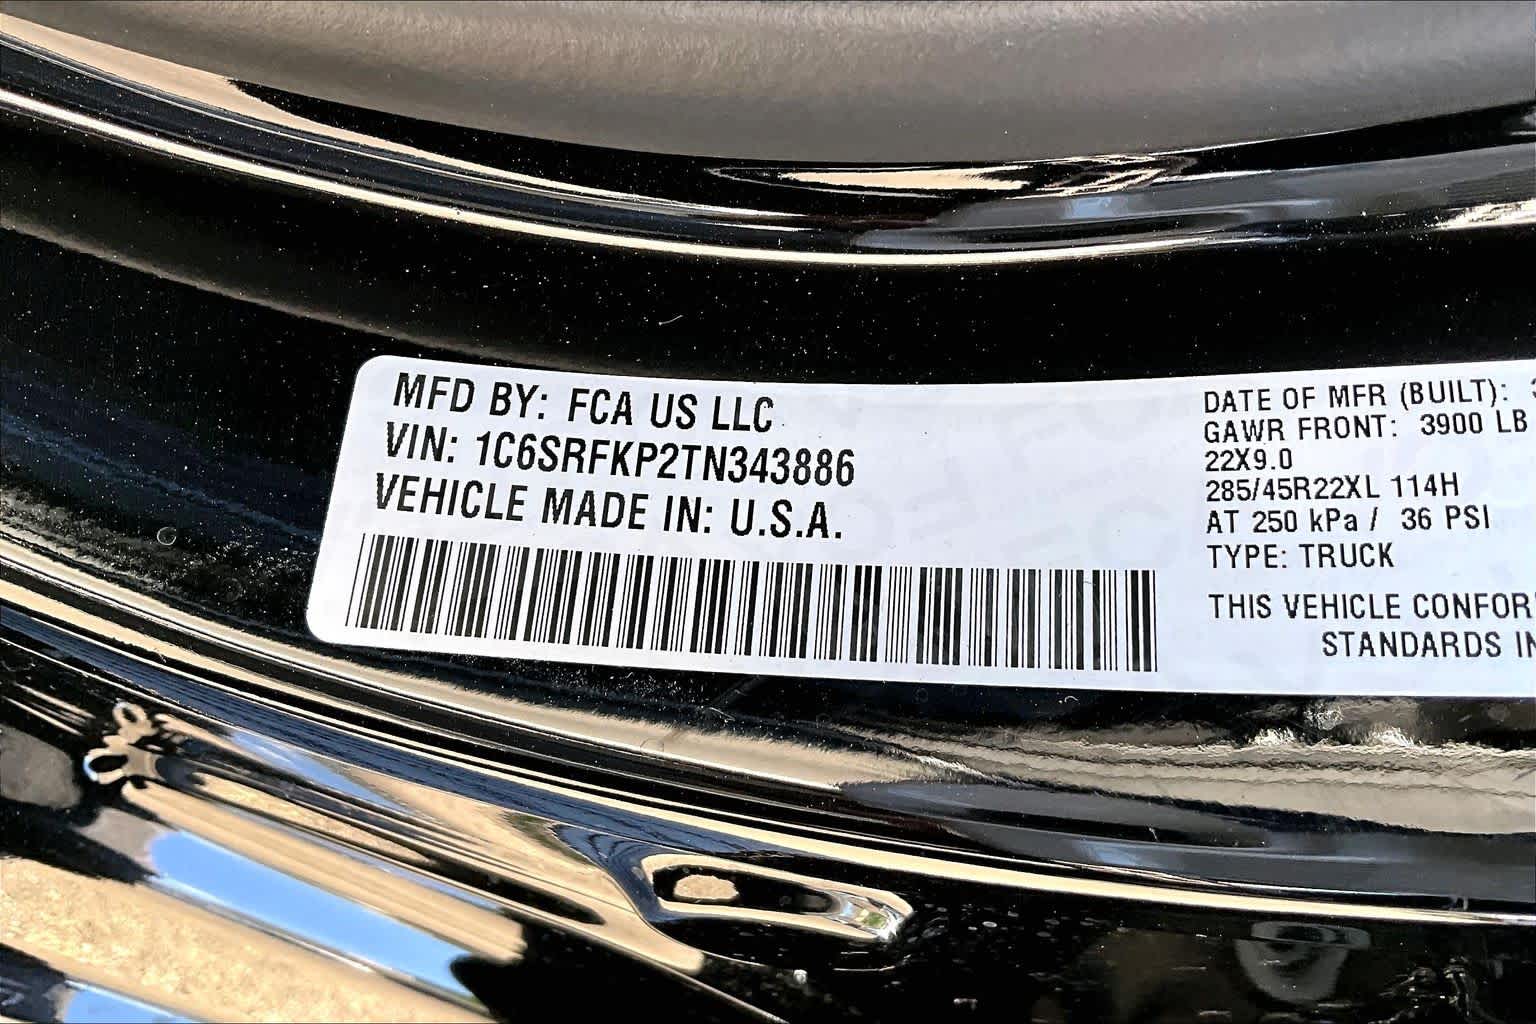 MFD BY: FCA US LLC
VIN: 1C6SRFKP2TN343886
VEHICLE MADE IN: U.S.A.
DATE OF MFR (BUILT):
GAWR FRONT: 3900 LB
22X9.0
285/45R22XL 114H
AT 250 kPa / 36 PSI
TYPE: TRUCK
THIS VEHICLE CONFOR
STANDARDS IN